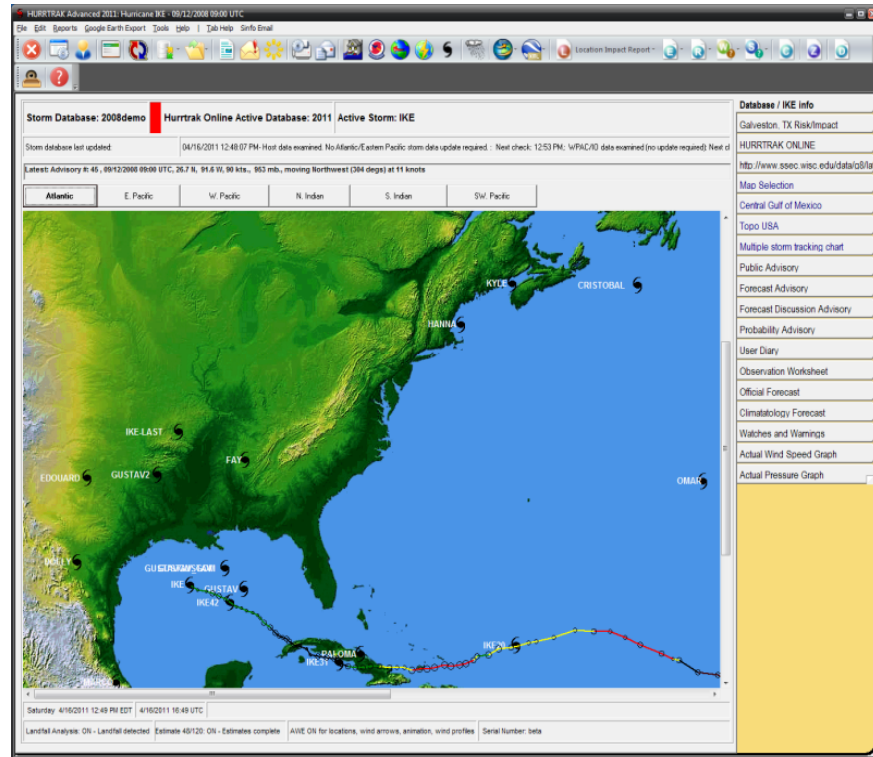 HURRTRAK Advanced 2011: Hurricane IKE - 09/12/2008 09:00 UTC
File Edit Reports Google Earth Export Tools Help | Tab Help Sinfo Email
Location Impact Report
Storm Database: 2008demo Hurrtrak Online Active Database: 2011 Active Storm: IKE
Storm database last updated: 04/16/2011 12:48:07 PM- Host data examined. No Atlantic/Eastern Pacific storm data update required. : Next check: 12:53 PM; WPAC/IO data examined (no update required) Next cl
Latest: Advisory #: 45 , 09/12/2008 09:00 UTC, 26.7 N, 91.6 W, 90 kts., 953 mb., moving Northwest (304 degs) at 11 knots
Atlantic E. Pacific W. Pacific N. Indian S. Indian SW. Pacific
KYLE
CRISTOBAL
HANNA
IKE-LAST
FAY
EDOUARD
GUSTAV2
OMAR
DOLLY
IKE
GUSTAV
IKE42
IKE20
PALOMA
IKE31
MARCO
Saturday 4/16/2011 12:49 PM EDT 4/16/2011 16:49 UTC
Landfall Analysis: ON - Landfall detected Estimate 48/120: ON - Estimates complete AWE ON for locations, wind arrows, animation, wind profiles Serial Number: beta
Database / IKE info
Galveston, TX Risk/Impact
HURRTRAK ONLINE
http://www.ssec.wisc.edu/data/g8/la
Map Selection
Central Gulf of Mexico
Topo USA
Multiple storm tracking chart
Public Advisory
Forecast Advisory
Forecast Discussion Advisory
Probability Advisory
User Diary
Observation Worksheet
Official Forecast
Climatatology Forecast
Watches and Warnings
Actual Wind Speed Graph
Actual Pressure Graph